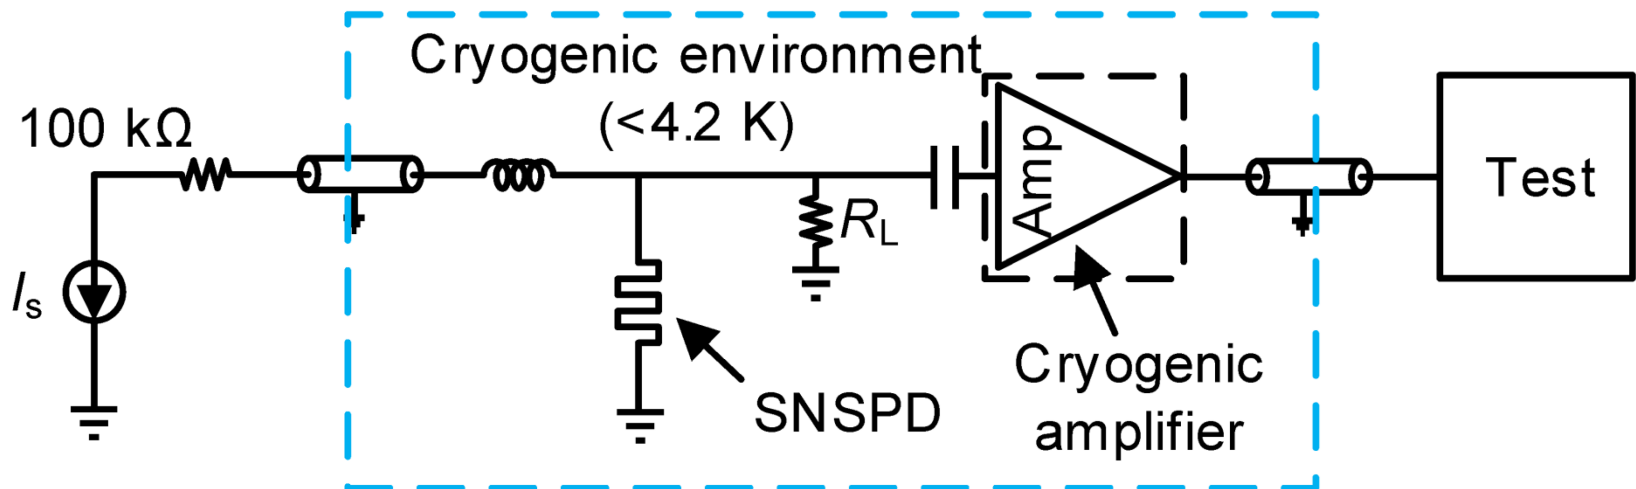 Cryogenic environment
(<4.2 K)
100 kΩ
Amp
Test
R_L
I_s
SNSPD
Cryogenic
amplifier